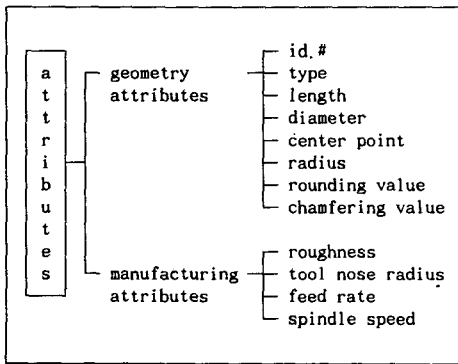 attributes
geometry attributes
id.#
type
length
diameter
center point
radius
rounding value
chamfering value
manufacturing attributes
roughness
tool nose radius
feed rate
spindle speed